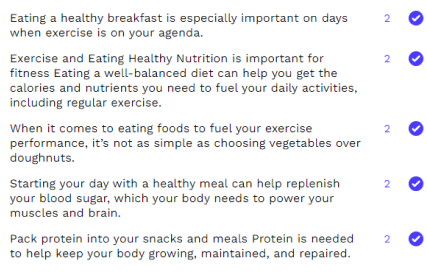 Eating a healthy breakfast is especially important on days 2
when exercise is on your agenda.
Exercise and Eating Healthy Nutrition is important for 2
fitness Eating a well-balanced diet can help you get the
calories and nutrients you need to fuel your daily activities,
including regular exercise.
When it comes to eating foods to fuel your exercise 2
performance, it’s not as simple as choosing vegetables over
doughnuts.
Starting your day with a healthy meal can help replenish 2
your blood sugar, which your body needs to power your
muscles and brain.
Pack protein into your snacks and meals Protein is needed 2
to help keep your body growing, maintained, and repaired.